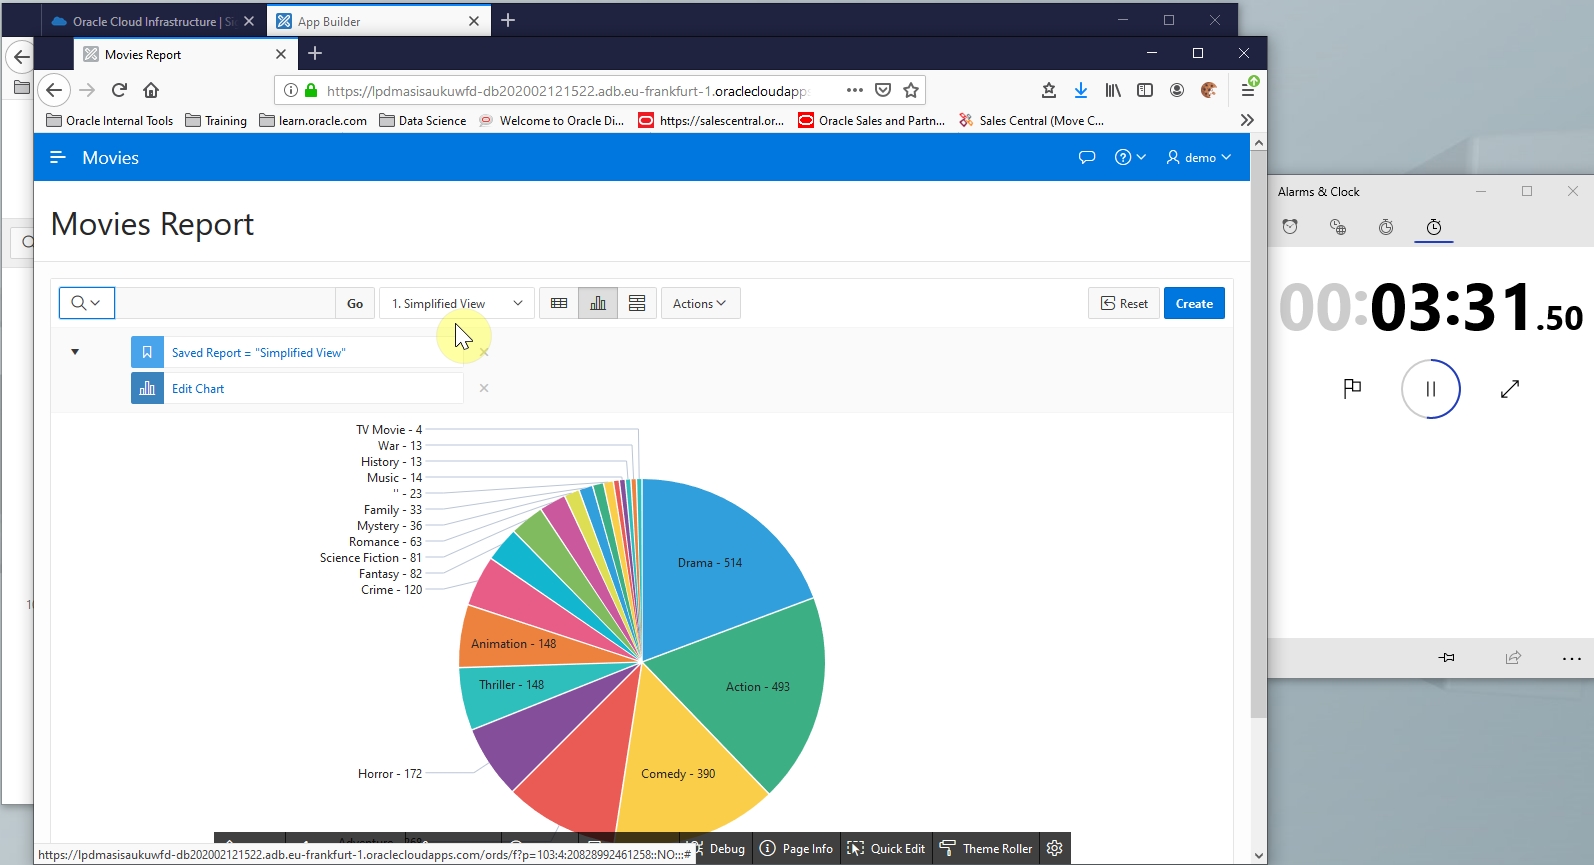 Oracle Cloud Infrastructure | Si
App Builder
Movies Report
https://lpdmasisaukuwfd-db202002121522.adb.eu-frankfurt-1.oraclecloudapps
Oracle Internal Tools
Training
learn.oracle.com
Data Science
Welcome to Oracle Di...
https://salescentral.or...
Oracle Sales and Partn...
Sales Central (Move C...
Movies
demo
Movies Report
Go
1. Simplified View
Actions
Reset
Create
Saved Report = "Simplified View"
Edit Chart
TV Movie - 4
War - 13
History - 13
Music - 14
'' - 23
Family - 33
Mystery - 36
Romance - 63
Science Fiction - 81
Fantasy - 82
Crime - 120
Animation - 148
Thriller - 148
Horror - 172
Drama - 514
Action - 493
Comedy - 390
Debug
Page Info
Quick Edit
Theme Roller
https://lpdmasisaukuwfd-db202002121522.adb.eu-frankfurt-1.oraclecloudapps.com/ords/f?p=103:4:20828992461258::NO:::#
Alarms & Clock
00:03:31.50